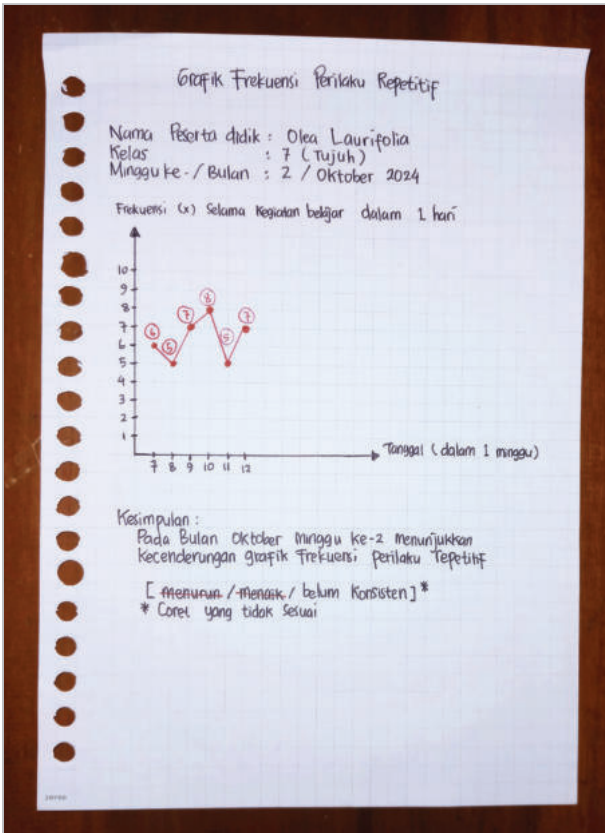 Grafik Frekuensi Perilaku Repetitif
Nama Peserta didik : Olea Laurifolia
Kelas : 7 (Tujuh)
Minggu ke-/Bulan : 2 / Oktober 2024
Frekuensi (x) Selama Kegiatan belajar dalam 1 hari
10
9
8
7
6
5
4
3
2
1
6
5
7
8
5
7
7 8 9 10 11 12
Tanggal (dalam 1 minggu)
Kesimpulan :
Pada Bulan Oktober minggu ke-2 menunjukkan
kecenderungan grafik Frekuensi perilaku repetitif
[ menurun / menaik / belum konsisten ]*
* Coret yang tidak sesuai